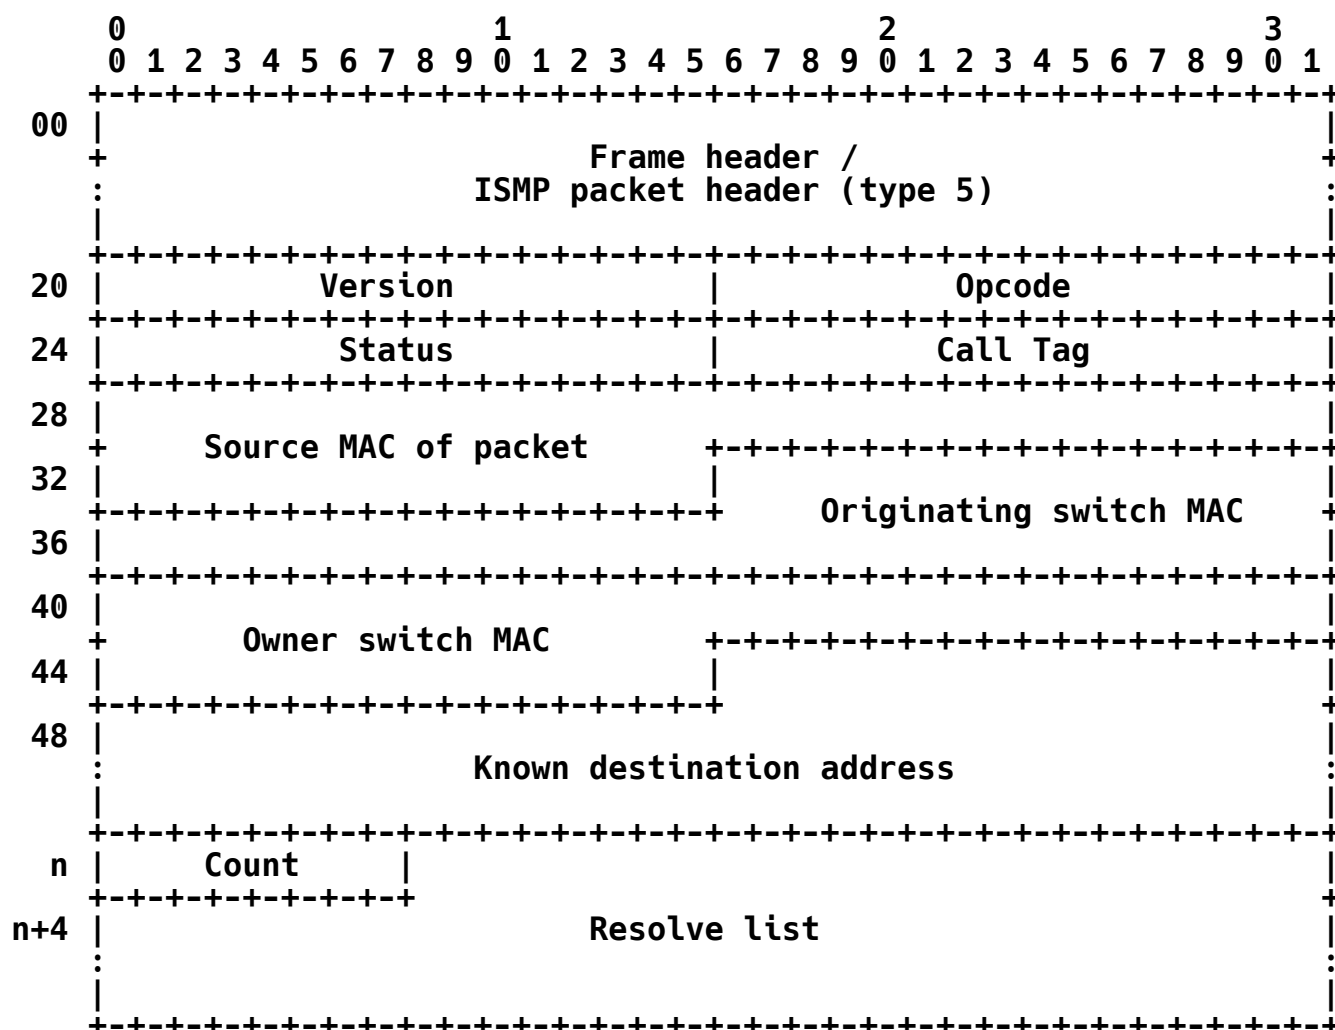 0                   1                   2                   3
0 1 2 3 4 5 6 7 8 9 0 1 2 3 4 5 6 7 8 9 0 1 2 3 4 5 6 7 8 9 0 1
+-+-+-+-+-+-+-+-+-+-+-+-+-+-+-+-+-+-+-+-+-+-+-+-+-+-+-+-+-+-+-+-+
00 |                                                               |
+                         Frame header /                        +
:                   ISMP packet header (type 5)                 :
|                                                               |
+-+-+-+-+-+-+-+-+-+-+-+-+-+-+-+-+-+-+-+-+-+-+-+-+-+-+-+-+-+-+-+-+
20 |           Version             |            Opcode             |
+-+-+-+-+-+-+-+-+-+-+-+-+-+-+-+-+-+-+-+-+-+-+-+-+-+-+-+-+-+-+-+-+
24 |            Status             |           Call Tag            |
+-+-+-+-+-+-+-+-+-+-+-+-+-+-+-+-+-+-+-+-+-+-+-+-+-+-+-+-+-+-+-+-+
28 |                                                               |
+     Source MAC of packet      +-+-+-+-+-+-+-+-+-+-+-+-+-+-+-+-+
32 |                               |                               |
+-+-+-+-+-+-+-+-+-+-+-+-+-+-+-+-+     Originating switch MAC    +
36 |                                                               |
+-+-+-+-+-+-+-+-+-+-+-+-+-+-+-+-+-+-+-+-+-+-+-+-+-+-+-+-+-+-+-+-+
40 |                                                               |
+       Owner switch MAC        +-+-+-+-+-+-+-+-+-+-+-+-+-+-+-+-+
44 |                               |                               |
+-+-+-+-+-+-+-+-+-+-+-+-+-+-+-+-+                               +
48 |                                                               |
:                   Known destination address                   :
|                                                               |
+-+-+-+-+-+-+-+-+-+-+-+-+-+-+-+-+-+-+-+-+-+-+-+-+-+-+-+-+-+-+-+-+
n |     Count     |                                               |
+-+-+-+-+-+-+-+-+                                               +
n+4 |                         Resolve list                          |
:                                                               :
|                                                               |
+-+-+-+-+-+-+-+-+-+-+-+-+-+-+-+-+-+-+-+-+-+-+-+-+-+-+-+-+-+-+-+-+